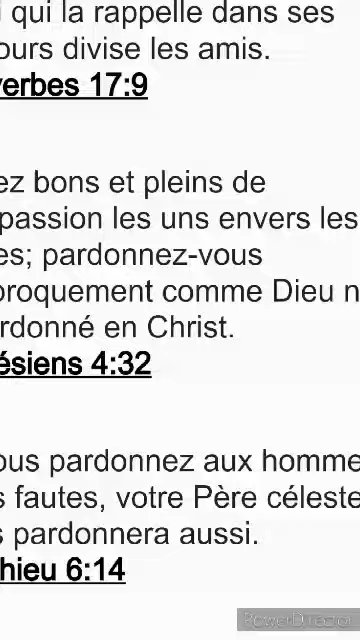 i qui la rappelle dans ses
ours divise les amis.
verbes 17:9
ez bons et pleins de
passion les uns envers les
es; pardonnez-vous
proquement comme Dieu n
rdonné en Christ.
ésiens 4:32
ous pardonnez aux homme
s fautes, votre Père céleste
s pardonnera aussi.
hieu 6:14
PowerDirector